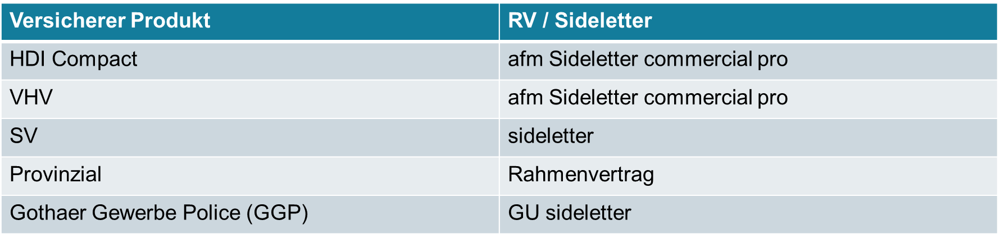 Versicherer Produkt RV / Sideletter
HDI Compact afm Sideletter commercial pro
VHV afm Sideletter commercial pro
SV sideletter
Provinzial Rahmenvertrag
Gothaer Gewerbe Police (GGP) GU sideletter